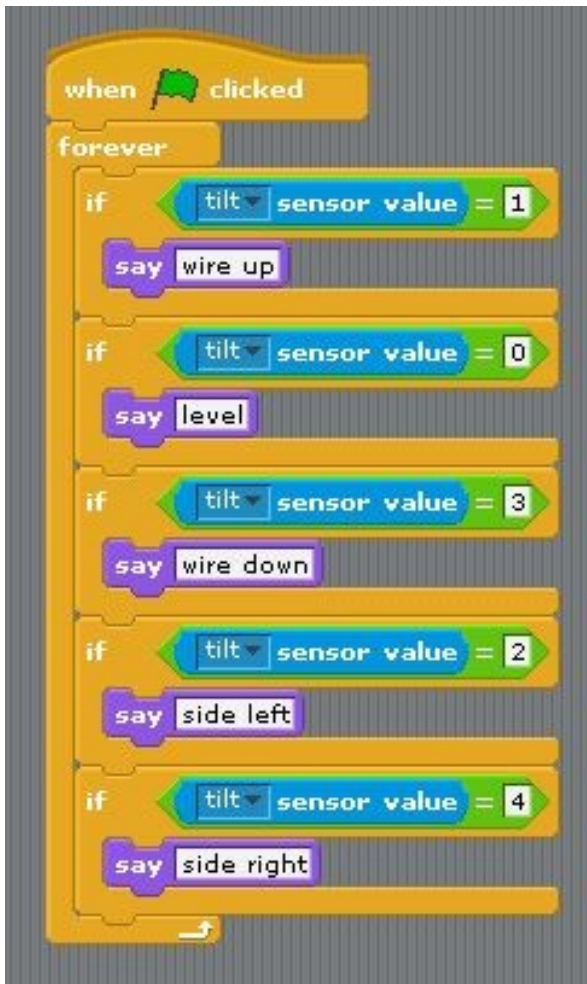 when clicked
forever
if tilt sensor value = 1
say wire up
if tilt sensor value = 0
say level
if tilt sensor value = 3
say wire down
if tilt sensor value = 2
say side left
if tilt sensor value = 4
say side right